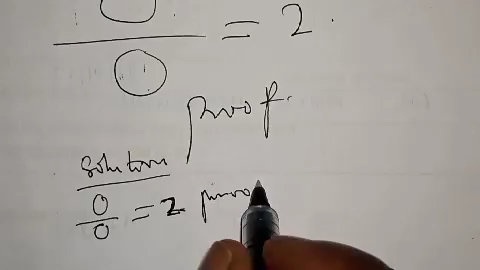 0/0 = 2.
proof.
Solution
0/0 = 2 proo